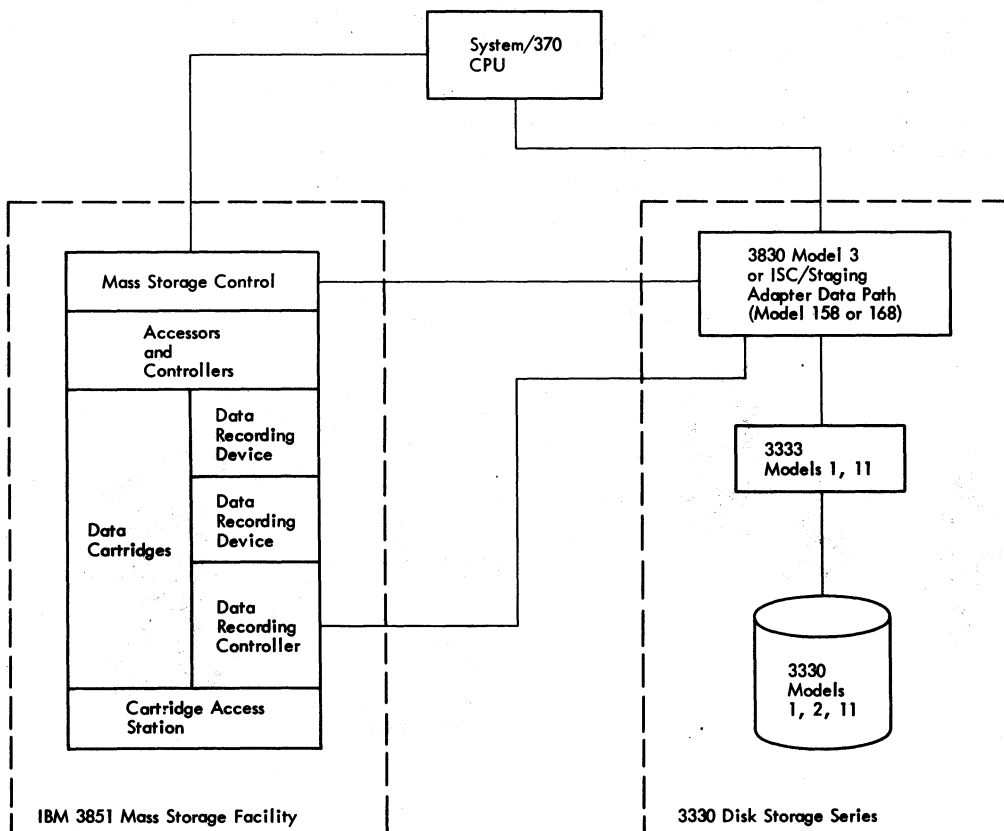 System/370
CPU
Mass Storage Control
Accessors
and
Controllers
Data
Cartridges
Data
Recording
Device
Data
Recording
Device
Data
Recording
Controller
Cartridge Access
Station
IBM 3851 Mass Storage Facility
3830 Model 3
or ISC/Staging
Adapter Data Path
(Model 158 or 168)
3333
Models 1, 11
3330
Models
1, 2, 11
3330 Disk Storage Series